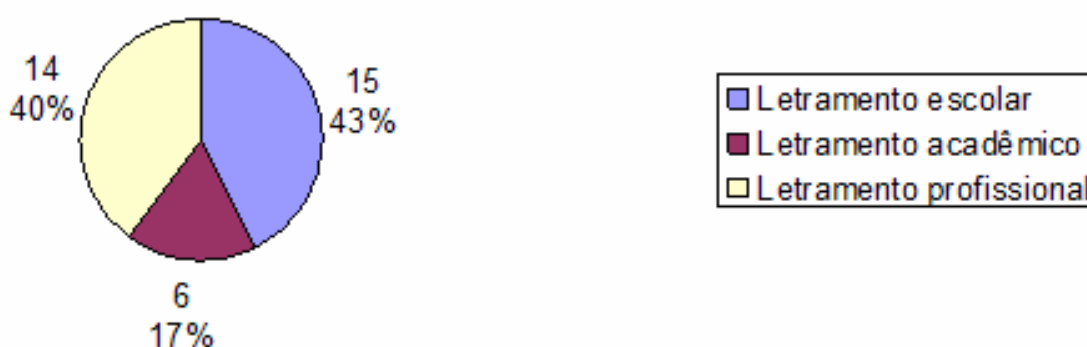 14
40%
15
43%
6
17%
Letramento escolar
Letramento acadêmico
Letramento profissional